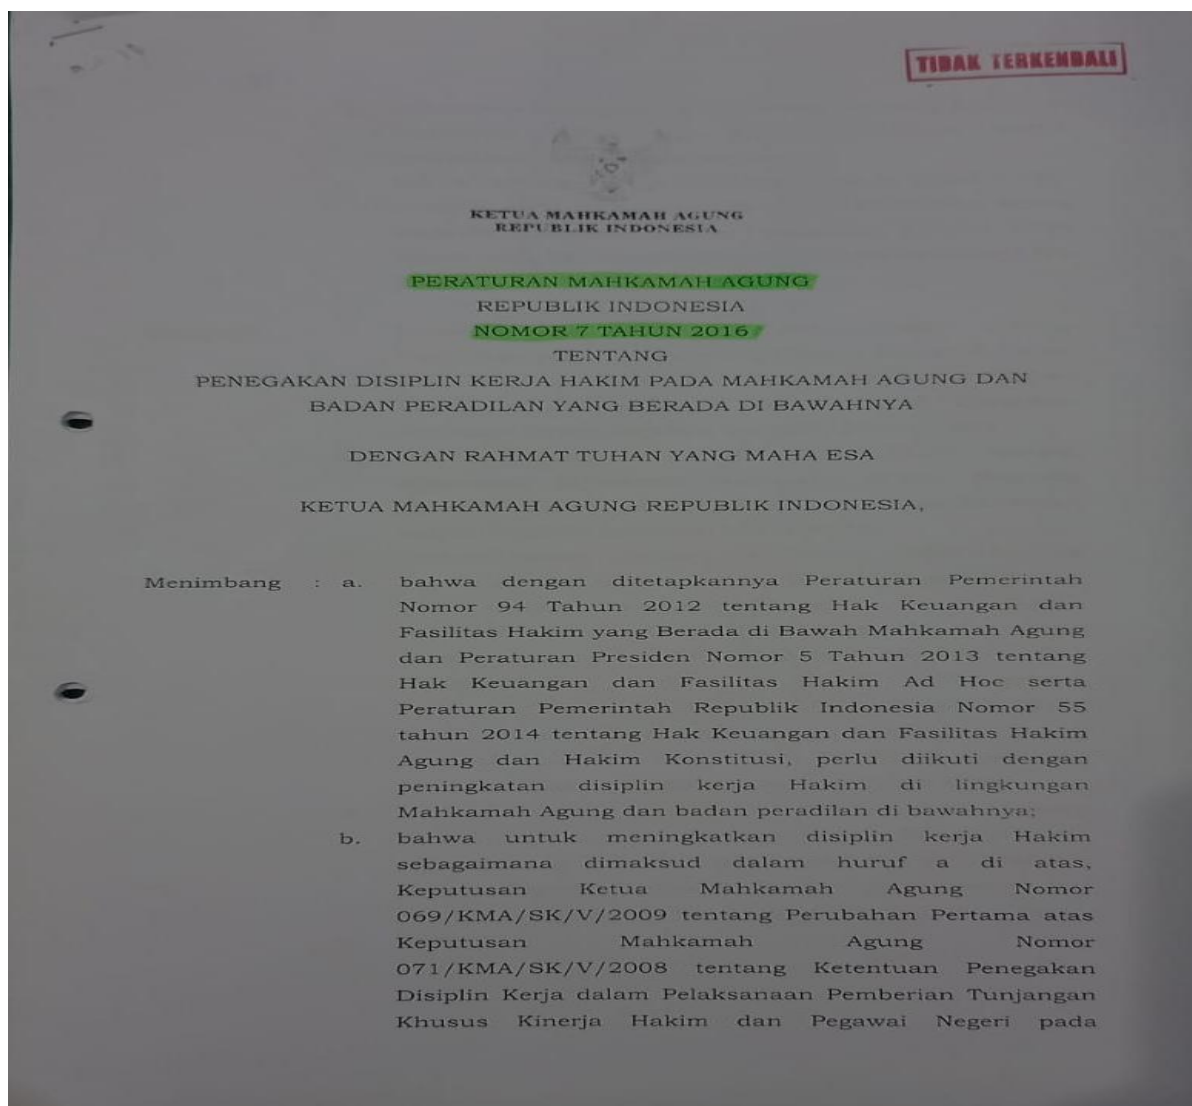 TIDAK TERKENDALI
KETUA MAHKAMAH AGUNG
REPUBLIK INDONESIA
PERATURAN MAHKAMAH AGUNG
REPUBLIK INDONESIA
NOMOR 7 TAHUN 2016
TENTANG
PENEGAKAN DISIPLIN KERJA HAKIM PADA MAHKAMAH AGUNG DAN
BADAN PERADILAN YANG BERADA DI BAWAHNYA
DENGAN RAHMAT TUHAN YANG MAHA ESA
KETUA MAHKAMAH AGUNG REPUBLIK INDONESIA,
Menimbang : a. bahwa dengan ditetapkannya Peraturan Pemerintah
Nomor 94 Tahun 2012 tentang Hak Keuangan dan
Fasilitas Hakim yang Berada di Bawah Mahkamah Agung
dan Peraturan Presiden Nomor 5 Tahun 2013 tentang
Hak Keuangan dan Fasilitas Hakim Ad Hoc serta
Peraturan Pemerintah Republik Indonesia Nomor 55
tahun 2014 tentang Hak Keuangan dan Fasilitas Hakim
Agung dan Hakim Konstitusi, perlu diikuti dengan
peningkatan disiplin kerja Hakim di lingkungan
Mahkamah Agung dan badan peradilan di bawahnya;
b. bahwa untuk meningkatkan disiplin kerja Hakim
sebagaimana dimaksud dalam huruf a di atas,
Keputusan Ketua Mahkamah Agung Nomor
069/KMA/SK/V/2009 tentang Perubahan Pertama atas
Keputusan Mahkamah Agung Nomor
071/KMA/SK/V/2008 tentang Ketentuan Penegakan
Disiplin Kerja dalam Pelaksanaan Pemberian Tunjangan
Khusus Kinerja Hakim dan Pegawai Negeri pada